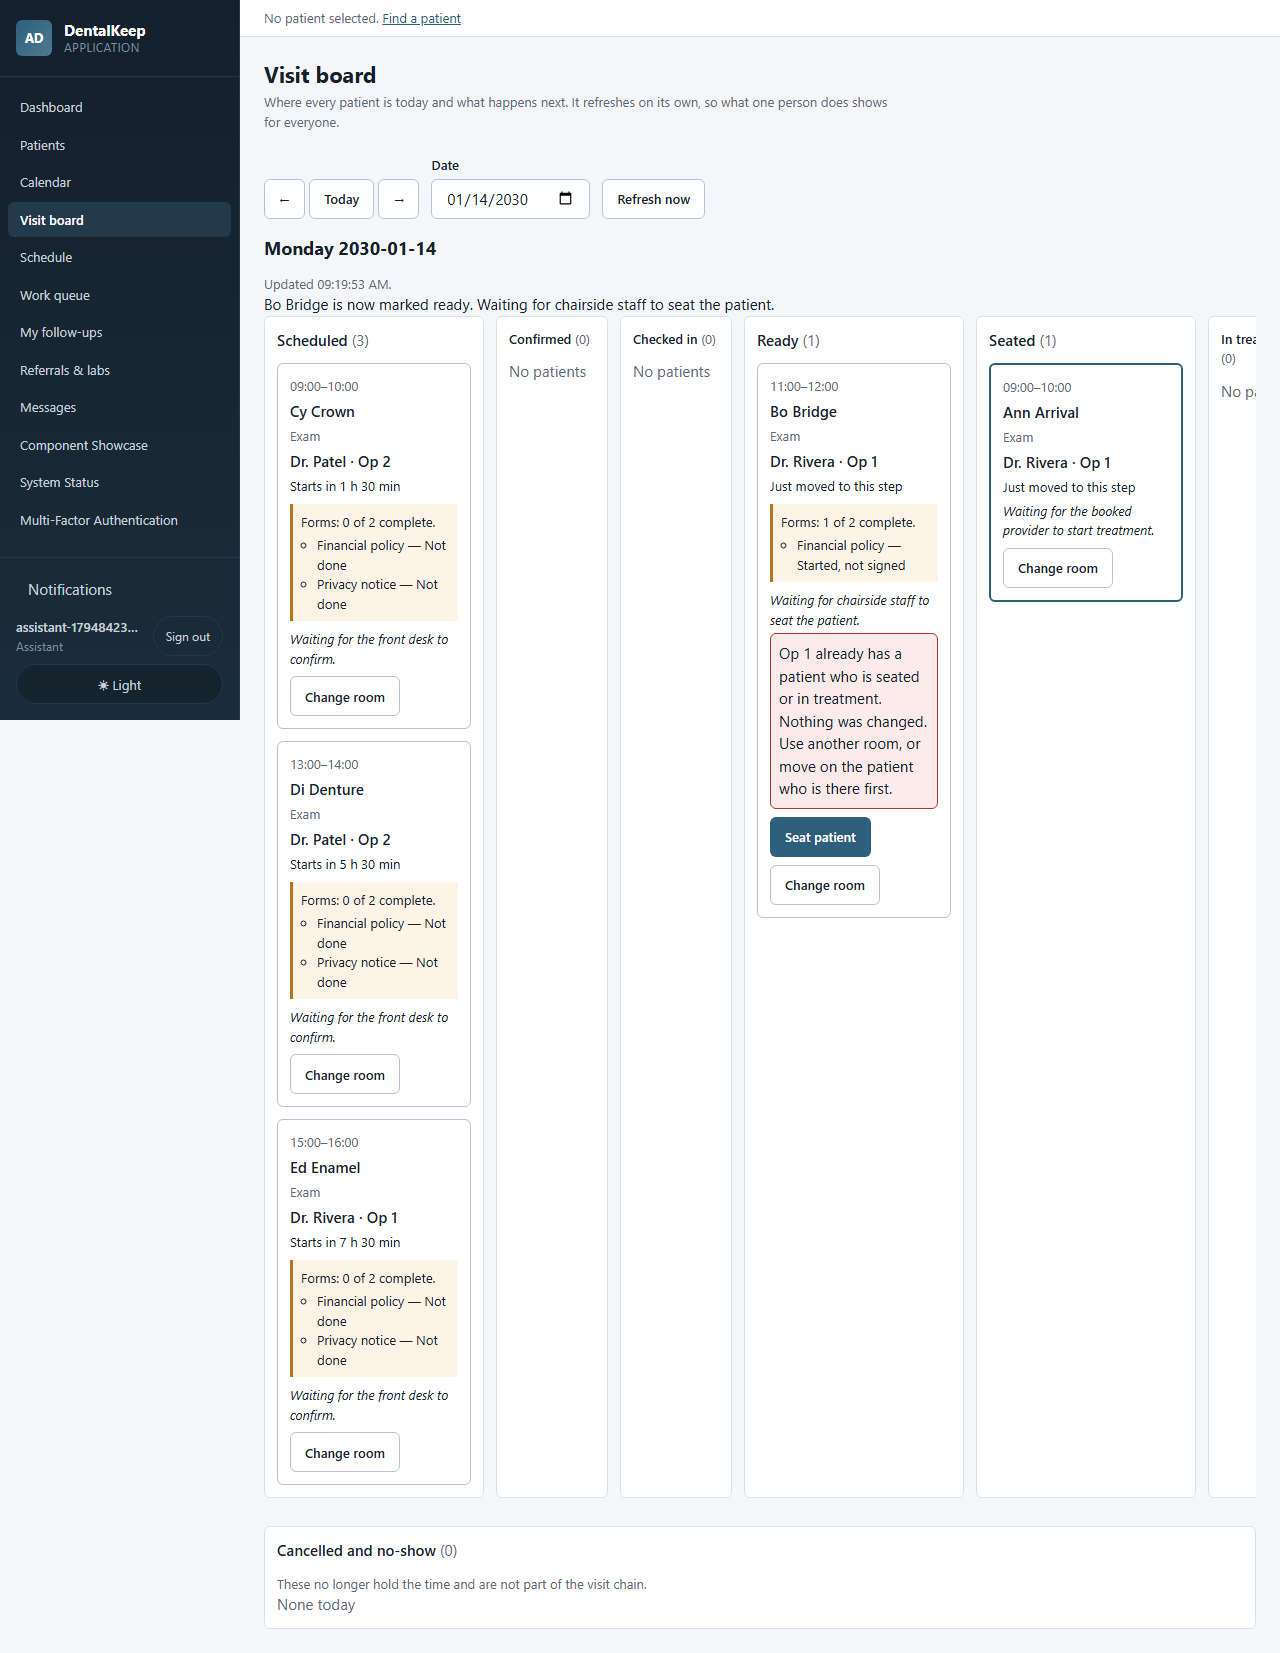 AD
DentalKeep
APPLICATION
Dashboard
Patients
Calendar
Visit board
Schedule
Work queue
My follow-ups
Referrals & labs
Messages
Component Showcase
System Status
Multi-Factor Authentication
Notifications
assistant-17948423...
Assistant
Sign out
☀ Light
No patient selected. Find a patient
Visit board
Where every patient is today and what happens next. It refreshes on its own, so what one person does shows
for everyone.
Date
←
Today
→
01/14/2030
Refresh now
Monday 2030-01-14
Updated 09:19:53 AM.
Bo Bridge is now marked ready. Waiting for chairside staff to seat the patient.
Scheduled (3)
09:00–10:00
Cy Crown
Exam
Dr. Patel · Op 2
Starts in 1 h 30 min
Forms: 0 of 2 complete.
Financial policy — Not
done
Privacy notice — Not
done
Waiting for the front desk to
confirm.
Change room
13:00–14:00
Di Denture
Exam
Dr. Patel · Op 2
Starts in 5 h 30 min
Forms: 0 of 2 complete.
Financial policy — Not
done
Privacy notice — Not
done
Waiting for the front desk to
confirm.
Change room
15:00–16:00
Ed Enamel
Exam
Dr. Rivera · Op 1
Starts in 7 h 30 min
Forms: 0 of 2 complete.
Financial policy — Not
done
Privacy notice — Not
done
Waiting for the front desk to
confirm.
Change room
Confirmed (0)
No patients
Checked in (0)
No patients
Ready (1)
11:00–12:00
Bo Bridge
Exam
Dr. Rivera · Op 1
Just moved to this step
Forms: 1 of 2 complete.
Financial policy —
Started, not signed
Waiting for chairside staff to
seat the patient.
Op 1 already has a
patient who is seated
or in treatment.
Nothing was changed.
Use another room, or
move on the patient
who is there first.
Seat patient
Change room
Seated (1)
09:00–10:00
Ann Arrival
Exam
Dr. Rivera · Op 1
Just moved to this step
Waiting for the booked
provider to start treatment.
Change room
In trea
(0)
No pa
Cancelled and no-show (0)
These no longer hold the time and are not part of the visit chain.
None today